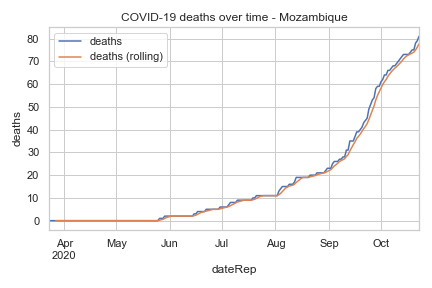 COVID-19 deaths over time - Mozambique
deaths
deaths (rolling)
80
70
60
50
40
30
20
10
0
deaths
Apr May Jun Jul Aug Sep Oct
2020
dateRep